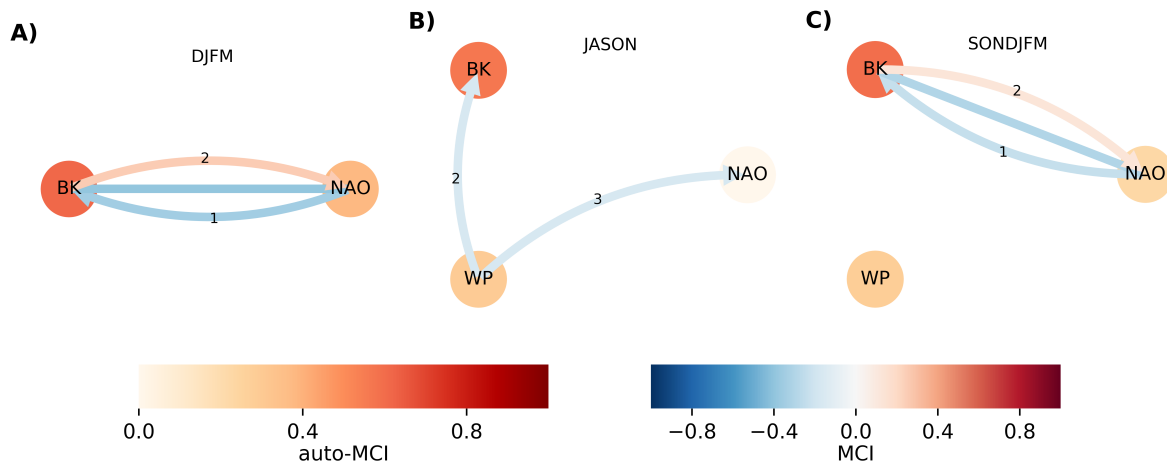 A)
DJFM
2
BK
NAO
1
B)
JASON
BK
2
3
NAO
WP
C)
SONDJFM
BK
2
1
NAO
WP
0.0 0.4 0.8
auto-MCI
−0.8 −0.4 0.0 0.4 0.8
MCI